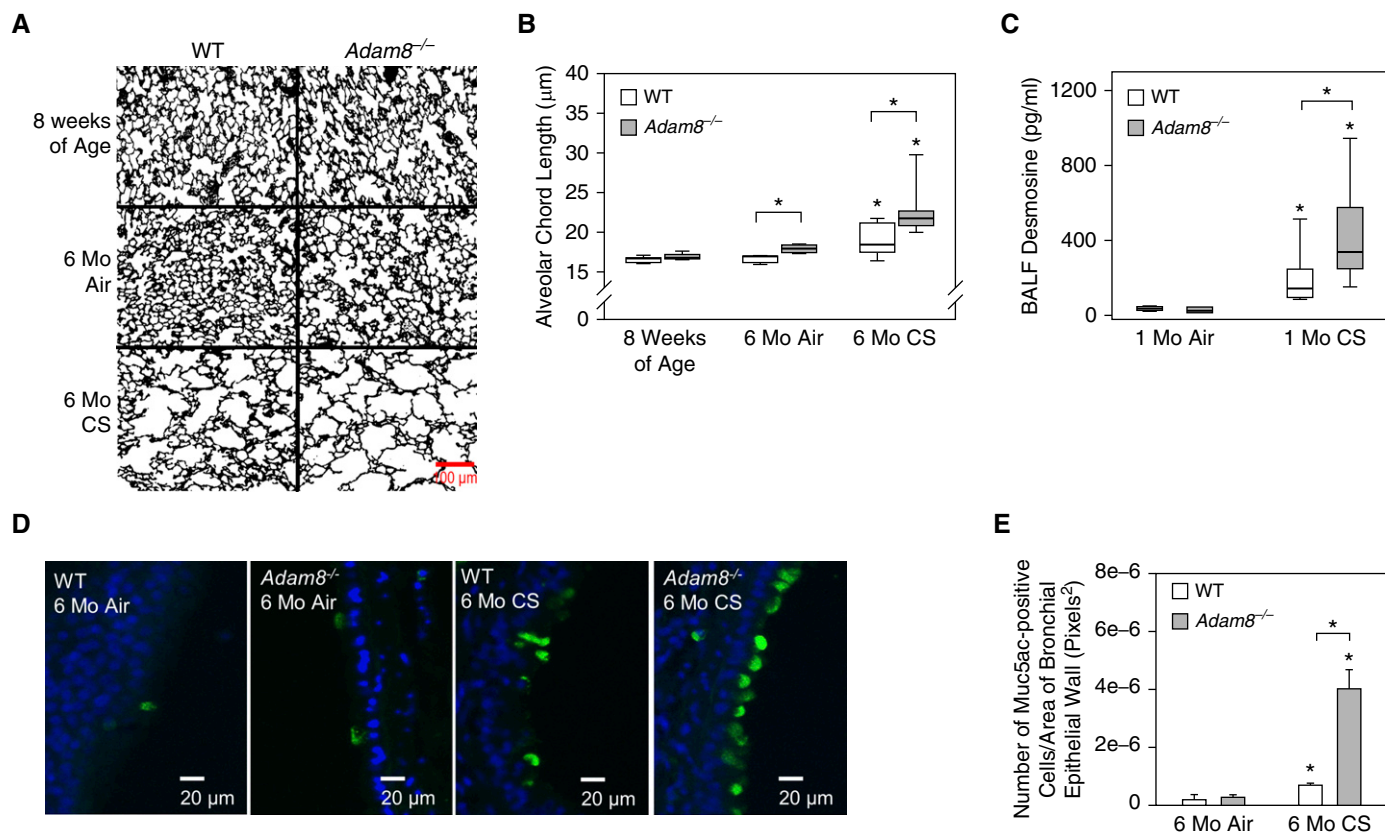 A
WT
Adam8–/–
8 weeks
of Age
6 Mo
Air
6 Mo
CS
100 µm
B
Alveolar Chord Length (µm)
40
35
30
25
20
15
0
WT
Adam8–/–
*
*
*
*
8 Weeks
of Age
6 Mo Air
6 Mo CS
C
BALF Desmosine (pg/ml)
1200
800
400
0
WT
Adam8–/–
*
*
*
1 Mo Air
1 Mo CS
D
WT
6 Mo Air
20 µm
Adam8-/-
6 Mo Air
20 µm
WT
6 Mo CS
20 µm
Adam8-/-
6 Mo CS
20 µm
E
Number of Muc5ac-positive
Cells/Area of Bronchial
Epithelial Wall (Pixels²)
8e–6
6e–6
4e–6
2e–6
0
WT
Adam8–/–
*
*
*
6 Mo Air
6 Mo CS